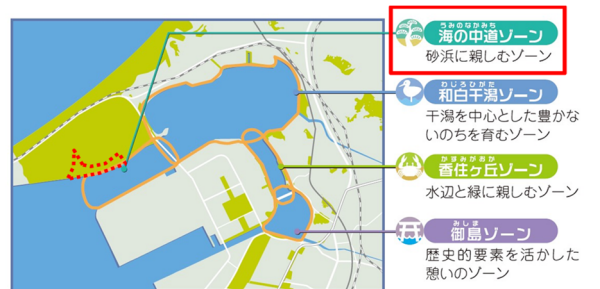 うみのなかみち
海の中道ゾーン
砂浜に親しむゾーン
わじろひがた
和白干潟ゾーン
干潟を中心とした豊かな
いのちを育むゾーン
かすみがおか
香住ヶ丘ゾーン
水辺と緑に親しむゾーン
みしま
御島ゾーン
歴史的要素を活かした
憩いのゾーン